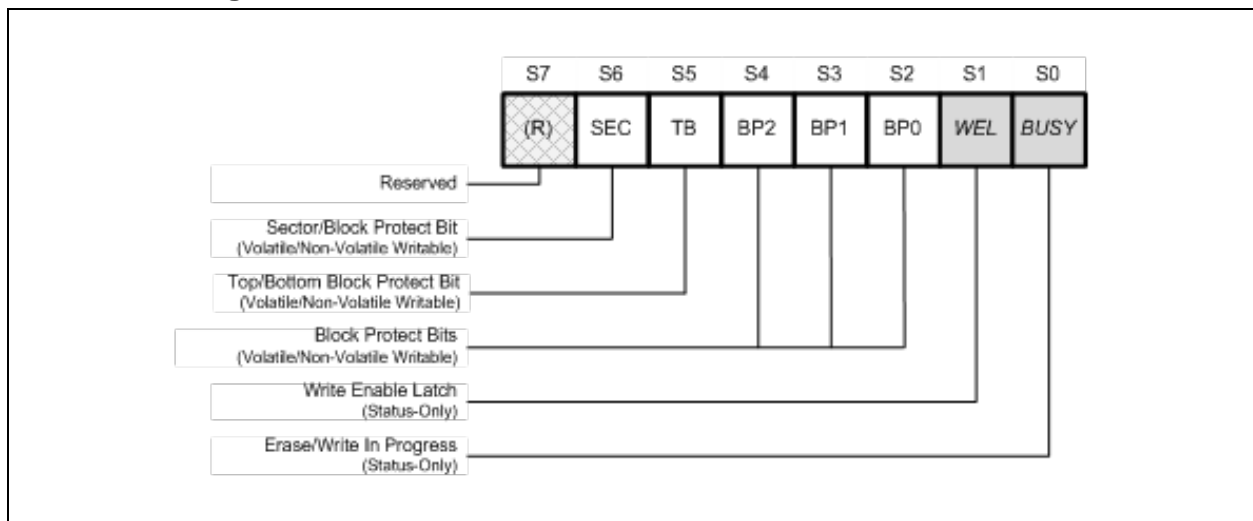 S7 S6 S5 S4 S3 S2 S1 S0
(R) SEC TB BP2 BP1 BP0 WEL BUSY
Reserved
Sector/Block Protect Bit
(Volatile/Non-Volatile Writable)
Top/Bottom Block Protect Bit
(Volatile/Non-Volatile Writable)
Block Protect Bits
(Volatile/Non-Volatile Writable)
Write Enable Latch
(Status-Only)
Erase/Write In Progress
(Status-Only)